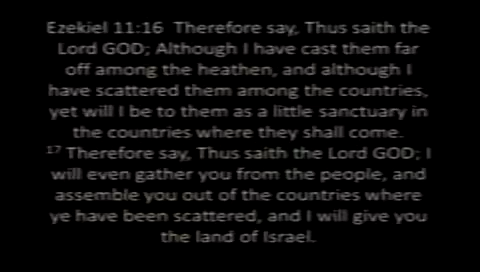 Ezekiel 11:16  Therefore say, Thus saith the
Lord GOD; Although I have cast them far
off among the heathen, and although I
have scattered them among the countries,
yet will I be to them as a little sanctuary in
the countries where they shall come.
¹⁷ Therefore say, Thus saith the Lord GOD; I
will even gather you from the people, and
assemble you out of the countries where
ye have been scattered, and I will give you
the land of Israel.